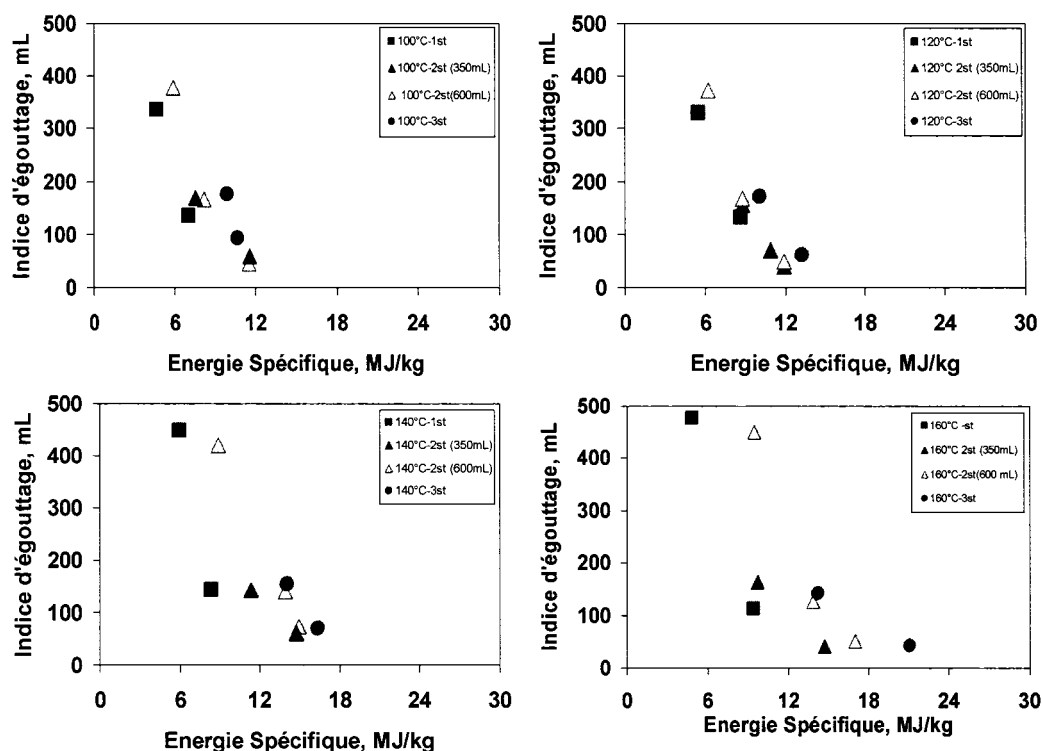 500
400
300
200
100
0
Indice d'égouttage, mL
100°C-1st
100°C-2st (350mL)
100°C-2st(600mL)
100°C-3st
0 6 12 18 24 30
Energie Spécifique, MJ/kg
500
400
300
200
100
0
Indice d'égouttage, mL
120°C-1st
120°C 2st (350mL)
120°C-2st (600mL)
120°C-3st
0 6 12 18 24 30
Energie Spécifique, MJ/kg
500
400
300
200
100
0
Indice d'égouttage, mL
140°C-1st
140°C-2st (350mL)
140°C-2st (600mL)
140°C-3st
0 6 12 18 24 30
Energie Spécifique, MJ/kg
500
400
300
200
100
0
Indice d'égouttage, mL
160°C -st
160°C 2st (350mL)
160°C-2st(600 mL)
160°C-3st
0 6 12 18 24 30
Energie Spécifique, MJ/kg